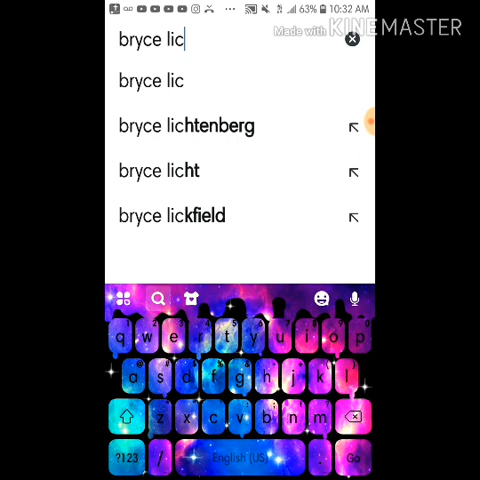 63% 10:32 AM
Made with KINEMASTER
bryce lic
bryce lic
bryce lichtenberg
bryce licht
bryce lickfield
q w e r t y u i o p
a s d f g h j k l
z x c v b n m
?123 / English (US) . Go